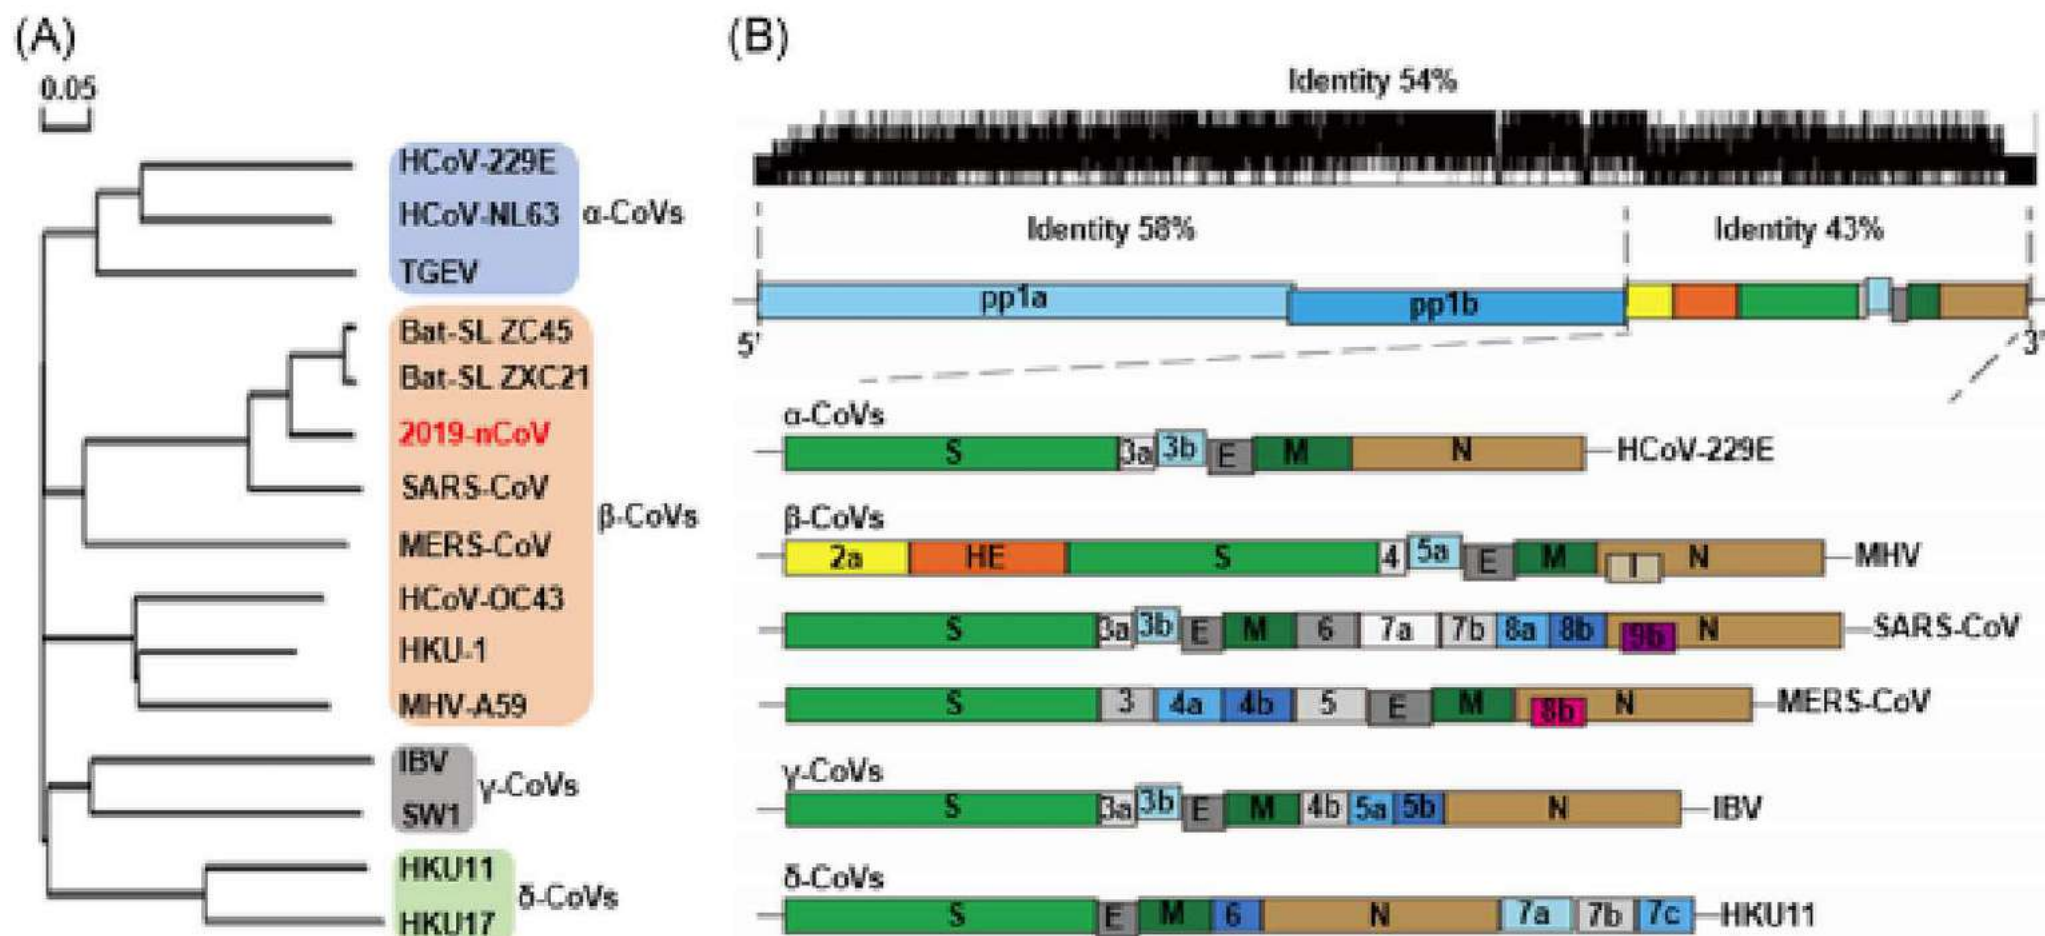 (A)
0.05
HCoV-229E
HCoV-NL63
α-CoVs
TGEV
Bat-SL ZC45
Bat-SL ZXC21
2019-nCoV
SARS-CoV
β-CoVs
MERS-CoV
HCoV-OC43
HKU-1
MHV-A59
IBV
γ-CoVs
SW1
HKU11
δ-CoVs
HKU17
(B)
Identity 54%
Identity 58% Identity 43%
pp1a pp1b
5' 3'
α-CoVs
S 3a 3b E M N HCoV-229E
β-CoVs
2a HE S 4 5a E M I N MHV
S 3a 3b E M 6 7a 7b 8a 8b 9b N SARS-CoV
S 3 4a 4b 5 E M 8b N MERS-CoV
γ-CoVs
S 3a 3b E M 4b 5a 5b N IBV
δ-CoVs
S E M 6 N 7a 7b 7c HKU11